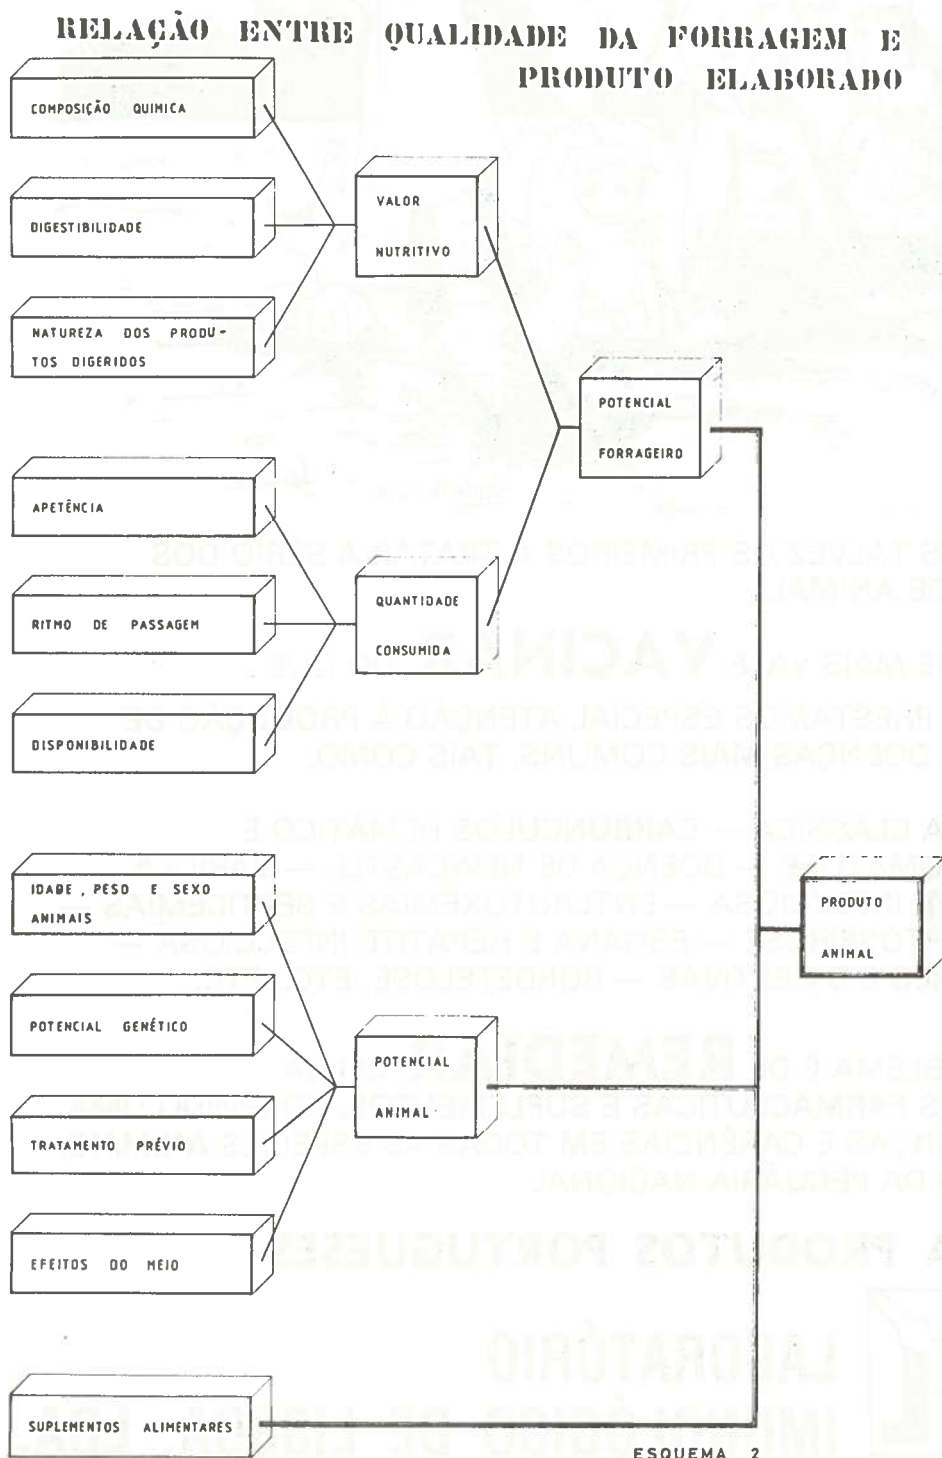 RELAÇÃO ENTRE QUALIDADE DA FORRAGEM E
PRODUTO ELABORADO
COMPOSIÇÃO QUIMICA
DIGESTIBILIDADE
NATUREZA DOS PRODU-
TOS DIGERIDOS
VALOR
NUTRITIVO
POTENCIAL
FORRAGEIRO
APETÊNCIA
RITMO DE PASSAGEM
DISPONIBILIDADE
QUANTIDADE
CONSUMIDA
IDADE, PESO E SEXO
ANIMAIS
POTENCIAL GENÉTICO
TRATAMENTO PRÉVIO
EFEITOS DO MEIO
POTENCIAL
ANIMAL
PRODUTO
ANIMAL
SUPLEMENTOS ALIMENTARES
ESQUEMA 2